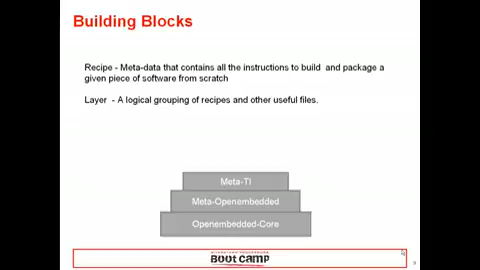 Building Blocks
Recipe - Meta-data that contains all the instructions to build and package a
given piece of software from scratch
Layer - A logical grouping of recipes and other useful files.
Meta-TI
Meta-Openembedded
Openembedded-Core
BOOT CAMP